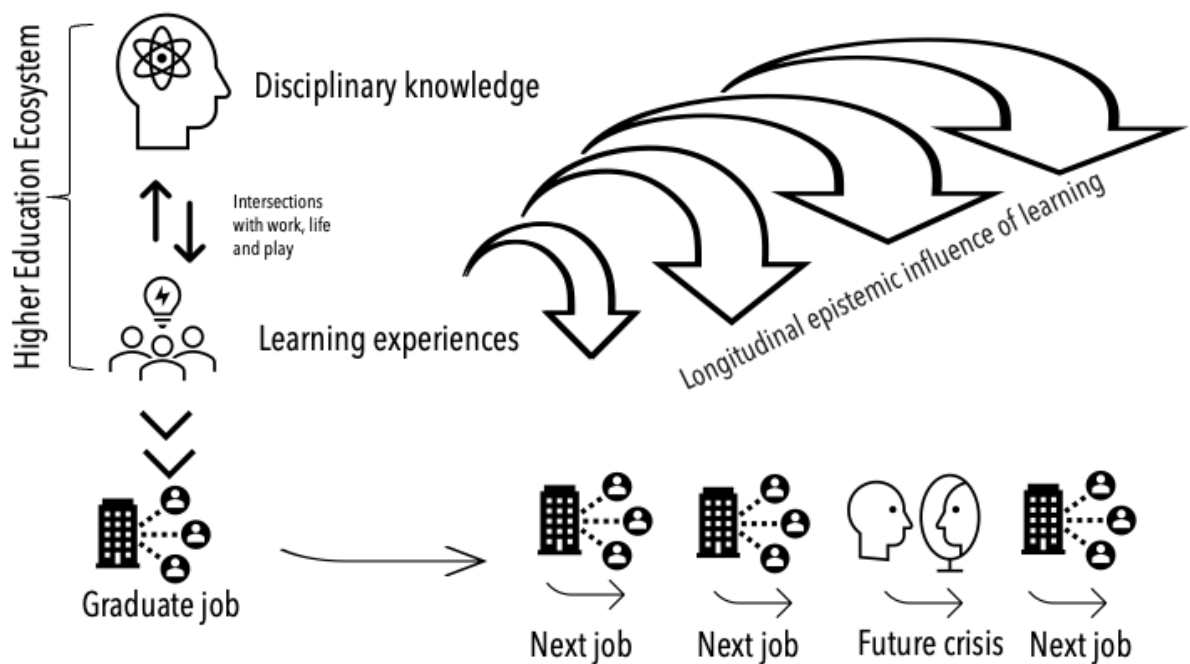 Higher Education Ecosystem
Disciplinary knowledge
Intersections
with work, life
and play
Learning experiences
Longitudinal epistemic influence of learning
Graduate job
Next job
Next job
Future crisis
Next job